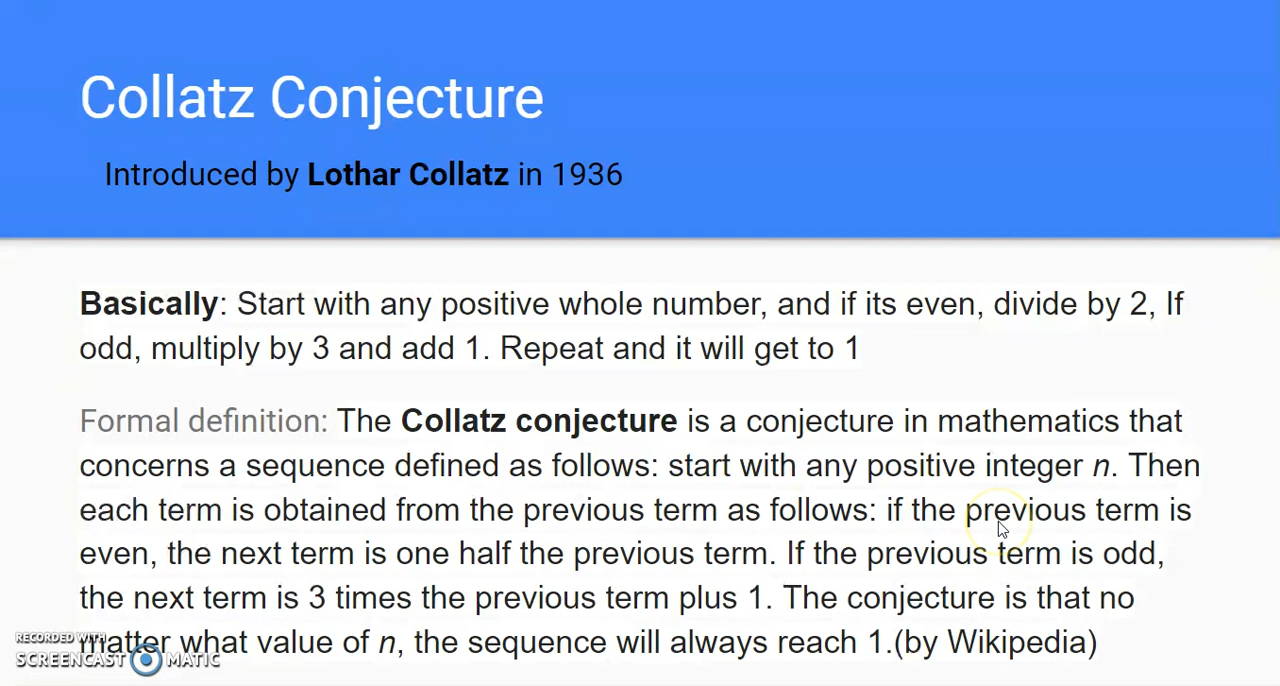 Collatz Conjecture
Introduced by Lothar Collatz in 1936
Basically: Start with any positive whole number, and if its even, divide by 2, If
odd, multiply by 3 and add 1. Repeat and it will get to 1
Formal definition: The Collatz conjecture is a conjecture in mathematics that
concerns a sequence defined as follows: start with any positive integer n. Then
each term is obtained from the previous term as follows: if the previous term is
even, the next term is one half the previous term. If the previous term is odd,
the next term is 3 times the previous term plus 1. The conjecture is that no
matter what value of n, the sequence will always reach 1.(by Wikipedia)
RECORDED WITH
SCREENCAST MATIC